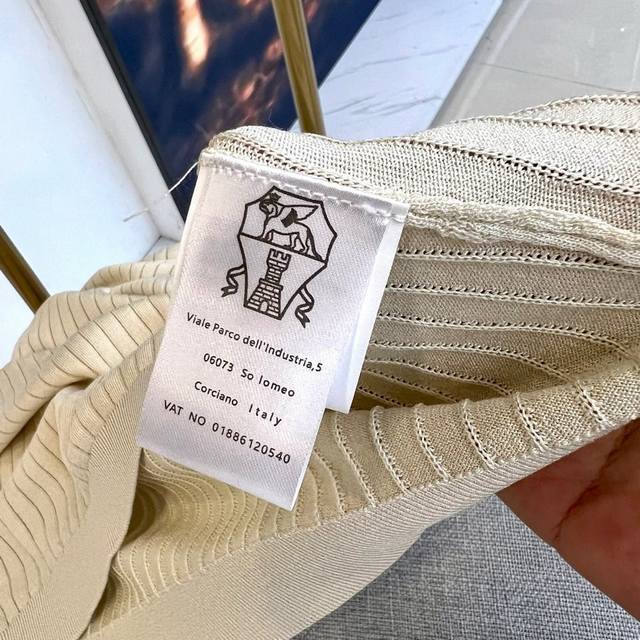 Viale Parco dell'Industria,5
06073 So lomeo
Corciano Italy
VAT NO 01886120540